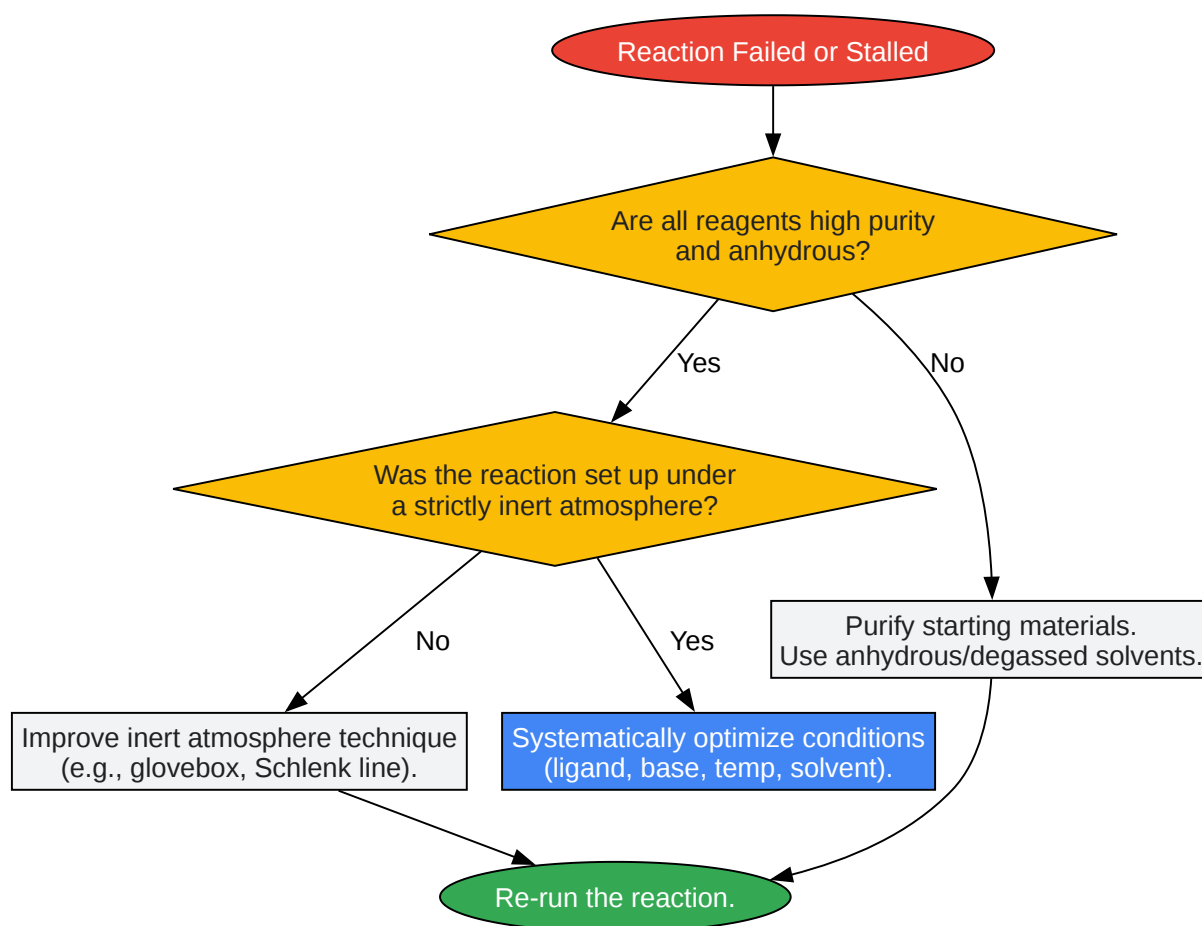 Reaction Failed or Stalled
Are all reagents high purity
and anhydrous?
Yes
No
Was the reaction set up under
a strictly inert atmosphere?
No
Yes
Purify starting materials.
Use anhydrous/degassed solvents.
Improve inert atmosphere technique
(e.g., glovebox, Schlenk line).
Systematically optimize conditions
(ligand, base, temp, solvent).
Re-run the reaction.